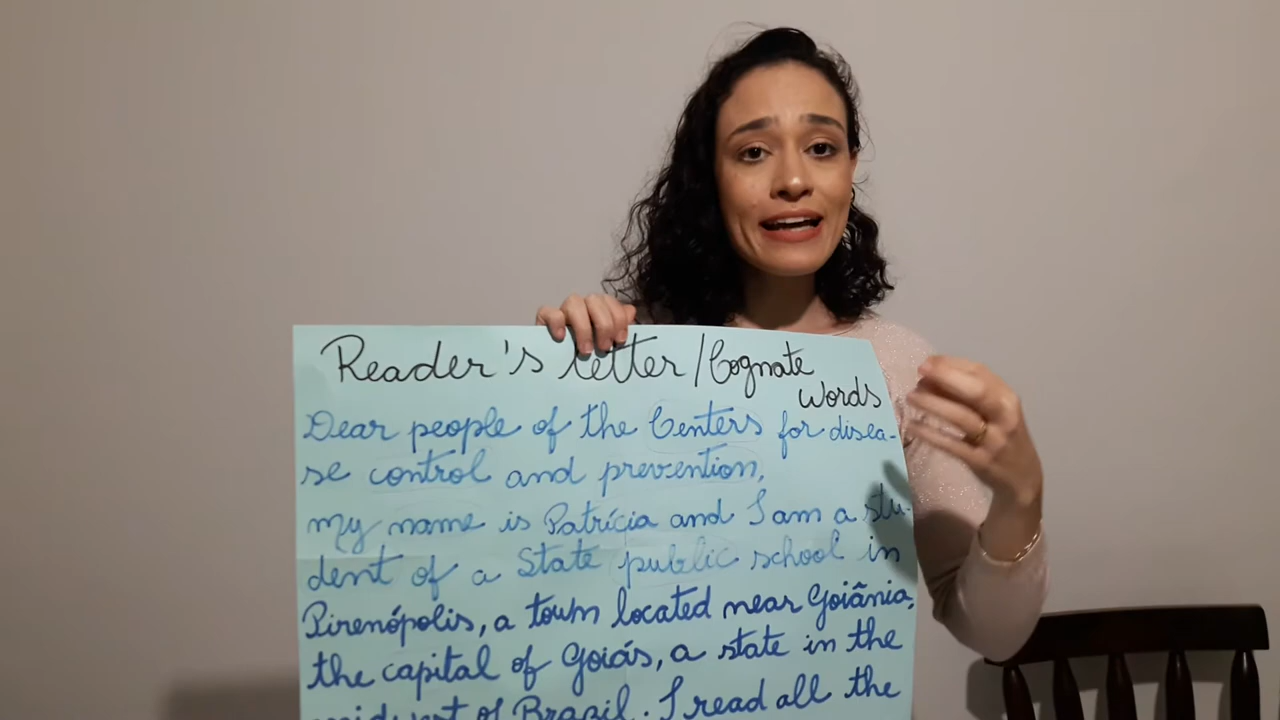 Reader's letter/Cognate
Words
Dear people of the Centers for disea-
se control and prevention,
my name is Patrícia and I am a stu-
dent of a State public school in
Pirenópolis, a town located near Goiânia,
the capital of Goiás, a state in the
midwest of Brazil. I read all the